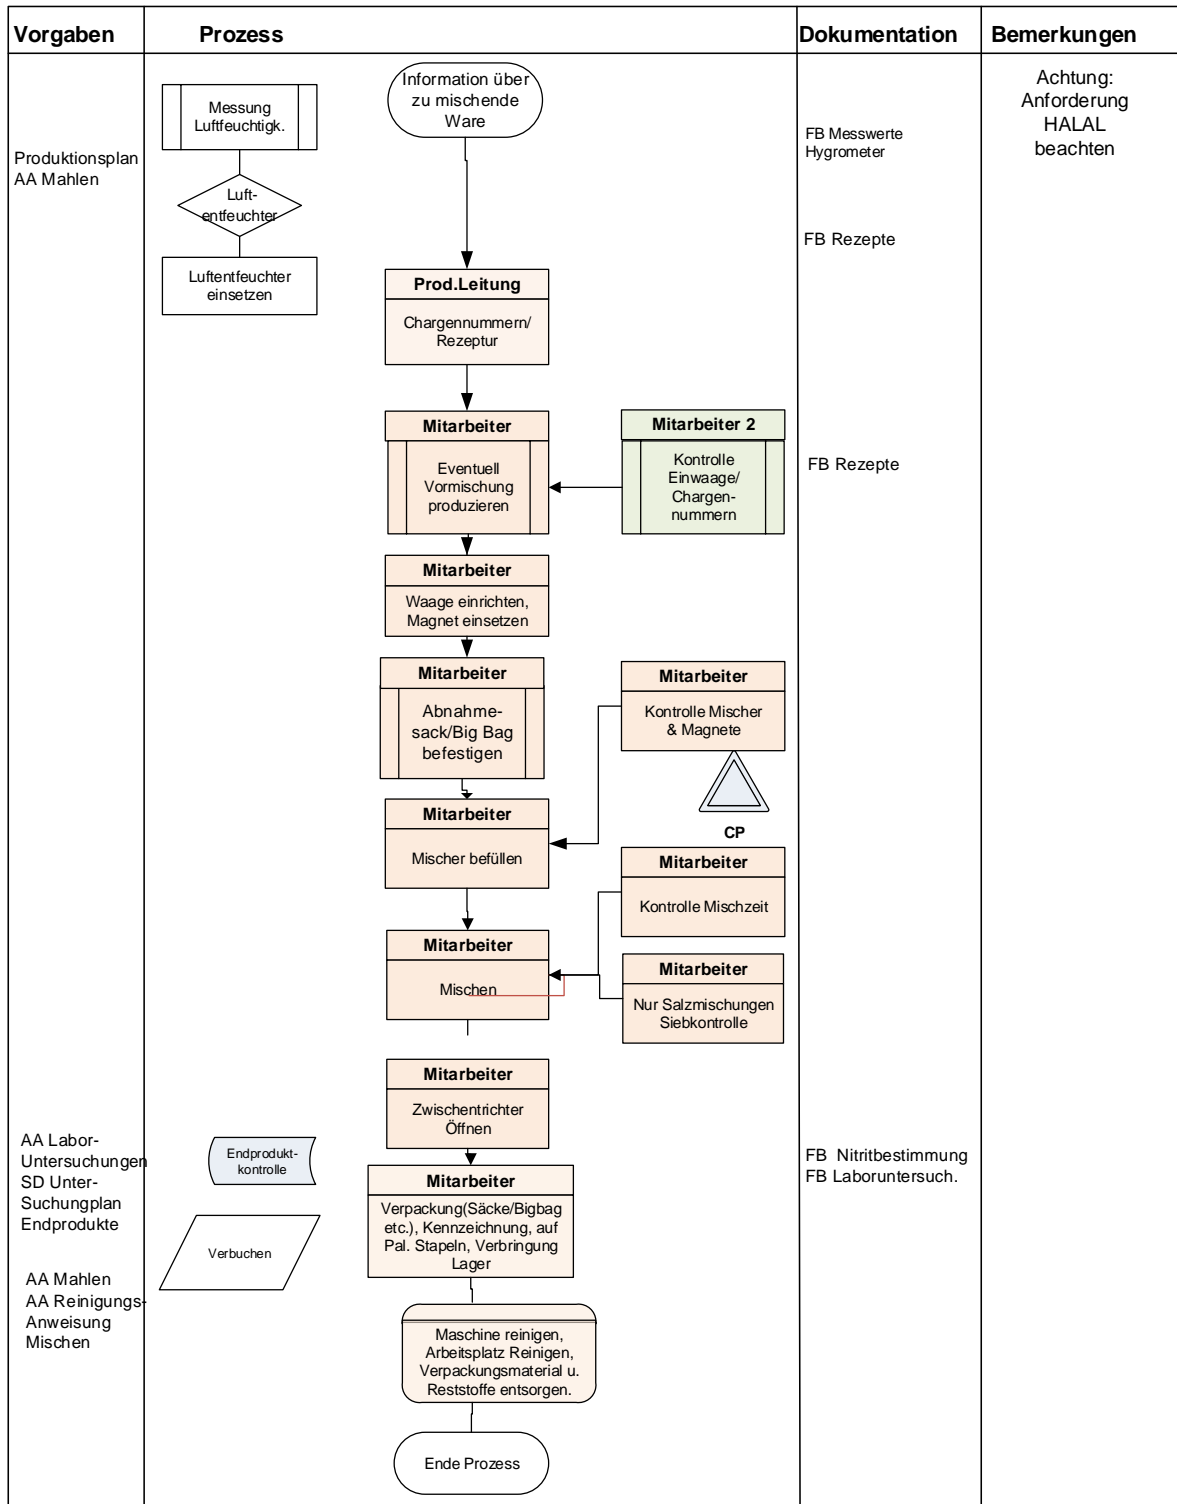 Vorgaben
Prozess
Dokumentation
Bemerkungen
Messung
Luftfeuchtigk.
Information über
zu mischende
Ware
Achtung:
Anforderung
HALAL
beachten
FB Messwerte
Hygrometer
Produktionsplan
AA Mahlen
Luft-
entfeuchter
FB Rezepte
Luftentfeuchter
einsetzen
Prod.Leitung
Chargennummern/
Rezeptur
Mitarbeiter
Eventuell
Vormischung
produzieren
Mitarbeiter 2
Kontrolle
Einwaage/
Chargen-
nummern
FB Rezepte
Mitarbeiter
Waage einrichten,
Magnet einsetzen
Mitarbeiter
Abnahme-
sack/Big Bag
befestigen
Mitarbeiter
Kontrolle Mischer
& Magnete
CP
Mitarbeiter
Mischer befüllen
Mitarbeiter
Kontrolle Mischzeit
Mitarbeiter
Mischen
Mitarbeiter
Nur Salzmischungen
Siebkontrolle
Mitarbeiter
Zwischentrichter
Öffnen
AA Labor-
Untersuchungen
SD Unter-
Suchungplan
Endprodukte
Endprodukt-
kontrolle
FB Nitritbestimmung
FB Laboruntersuch.
Mitarbeiter
Verpackung(Säcke/Bigbag
etc.), Kennzeichnung, auf
Pal. Stapeln, Verbringung
Lager
Verbuchen
AA Mahlen
AA Reinigungs-
Anweisung
Mischen
Maschine reinigen,
Arbeitsplatz Reinigen,
Verpackungsmaterial u.
Reststoffe entsorgen.
Ende Prozess